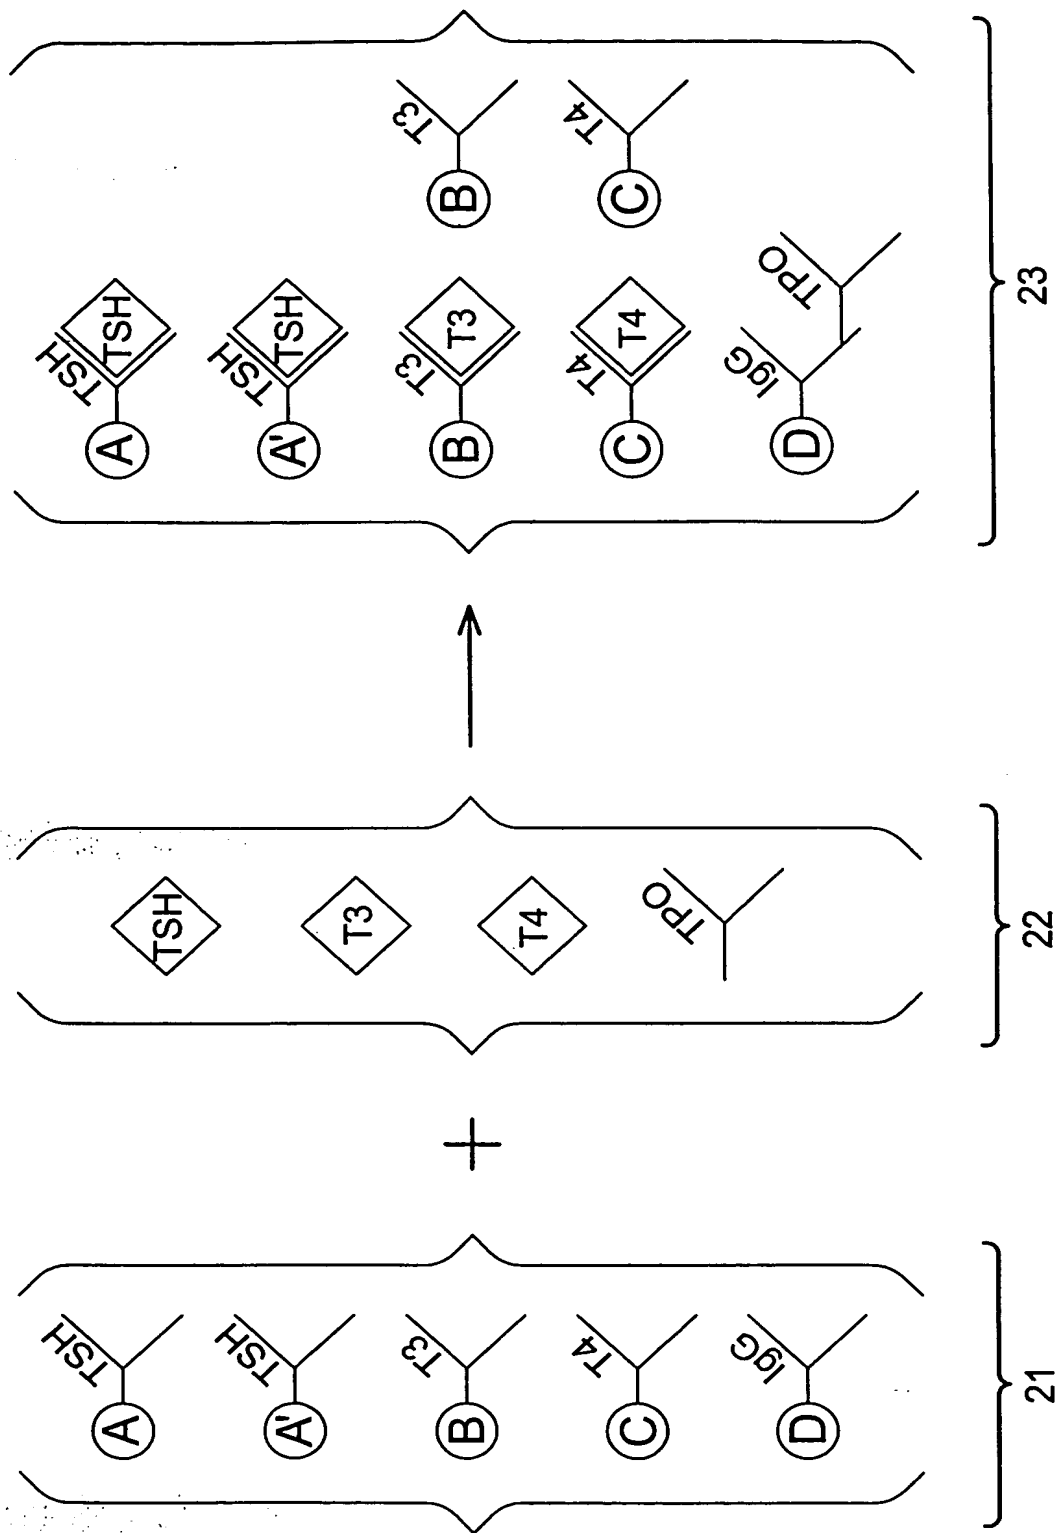 A TSH
A' TSH
B T3
C T4
D IgG
21
+
TSH
T3
T4
TPO
22
A TSH TSH
A' TSH TSH
B T3 T3
B T3
C T4 T4
C T4
D IgG TPO
23